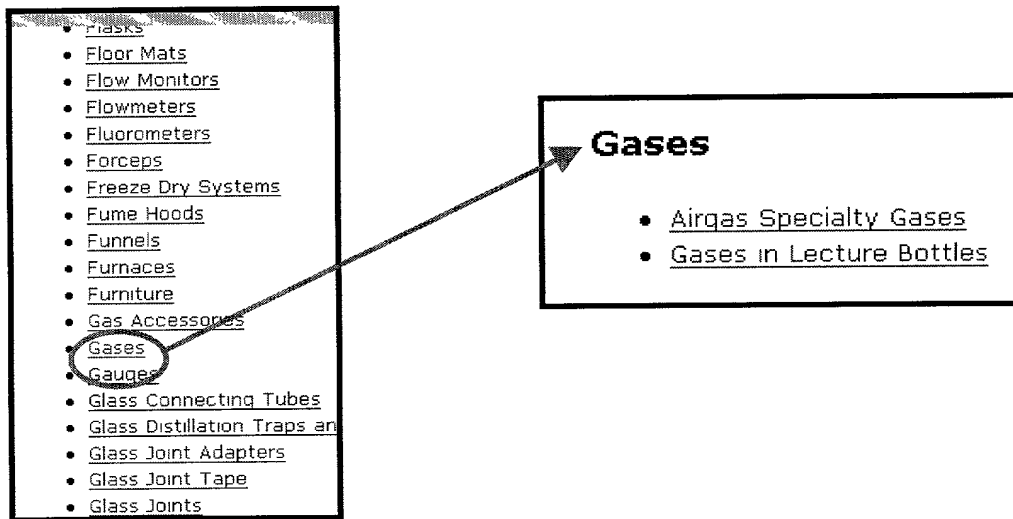 Flasks
Floor Mats
Flow Monitors
Flowmeters
Fluorometers
Forceps
Freeze Dry Systems
Fume Hoods
Funnels
Furnaces
Furniture
Gas Accessories
Gases
Gauges
Glass Connecting Tubes
Glass Distillation Traps an
Glass Joint Adapters
Glass Joint Tape
Glass Joints
Gases
Airgas Specialty Gases
Gases in Lecture Bottles